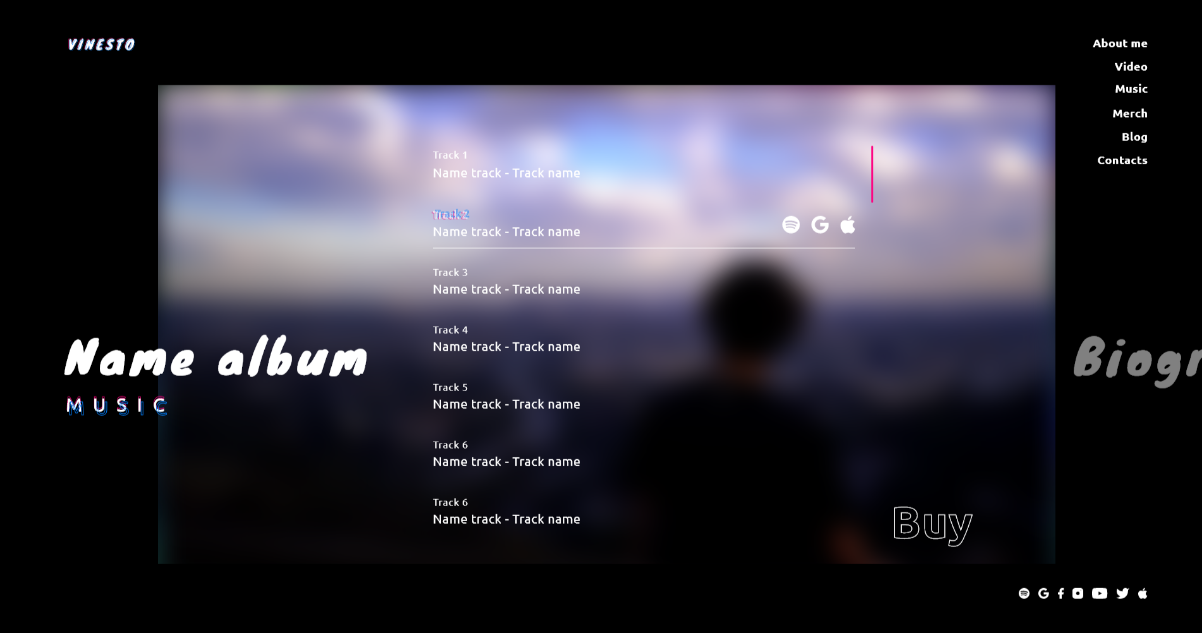 VINESTO
About me
Video
Music
Merch
Blog
Contacts
Track 1
Name track - Track name
Track 2
Name track - Track name
Track 3
Name track - Track name
Track 4
Name track - Track name
Track 5
Name track - Track name
Track 6
Name track - Track name
Track 6
Name track - Track name
Name album
MUSIC
Biogr
Buy